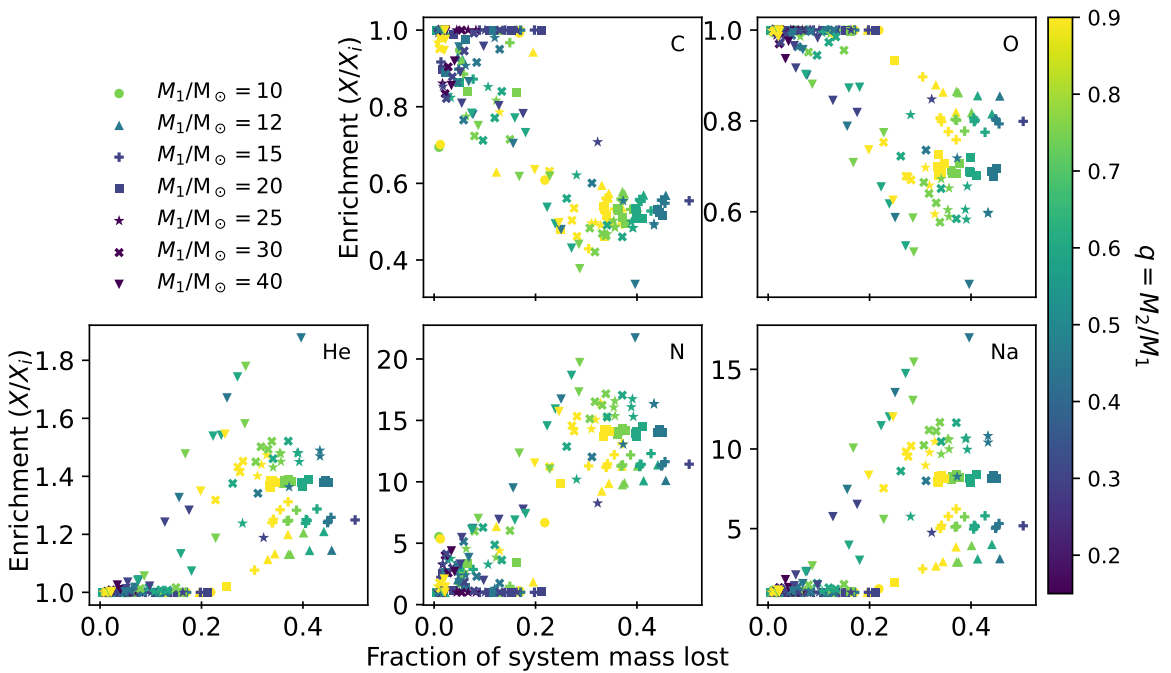 M₁/M⊙ = 10
M₁/M⊙ = 12
M₁/M⊙ = 15
M₁/M⊙ = 20
M₁/M⊙ = 25
M₁/M⊙ = 30
M₁/M⊙ = 40
Enrichment (X/Xᵢ)
1.0
0.8
0.6
0.4
C
1.0
0.8
0.6
O
0.9
0.8
0.7
0.6
0.5
0.4
0.3
0.2
q = M₂/M₁
Enrichment (X/Xᵢ)
1.8
1.6
1.4
1.2
1.0
He
0.0 0.2 0.4
20
15
10
5
0
N
0.0 0.2 0.4
15
10
5
Na
0.0 0.2 0.4
Fraction of system mass lost